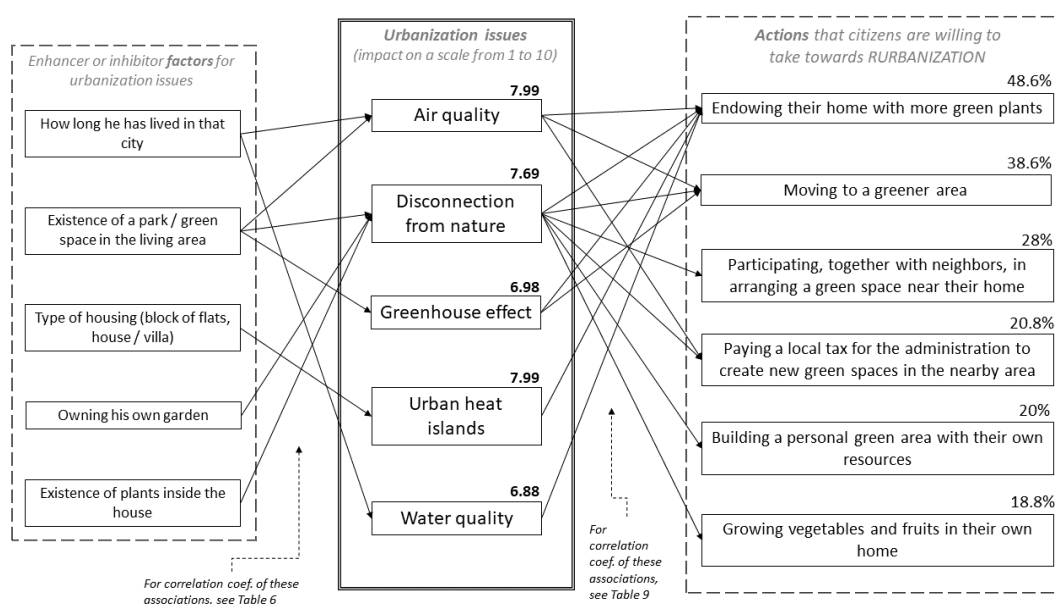 Enhancer or inhibitor factors for
urbanization issues
How long he has lived in that
city
Existence of a park / green
space in the living area
Type of housing (block of flats,
house / villa)
Owning his own garden
Existence of plants inside the
house
For correlation coef. of these
associations, see Table 6
Urbanization issues
(impact on a scale from 1 to 10)
7.99
Air quality
7.69
Disconnection
from nature
6.98
Greenhouse effect
7.99
Urban heat
islands
6.88
Water quality
For
correlation
coef. of these
associations,
see Table 9
Actions that citizens are willing to
take towards RURBANIZATION
48.6%
Endowing their home with more green plants
38.6%
Moving to a greener area
28%
Participating, together with neighbors, in
arranging a green space near their home
20.8%
Paying a local tax for the administration to
create new green spaces in the nearby area
20%
Building a personal green area with their own
resources
18.8%
Growing vegetables and fruits in their own
home